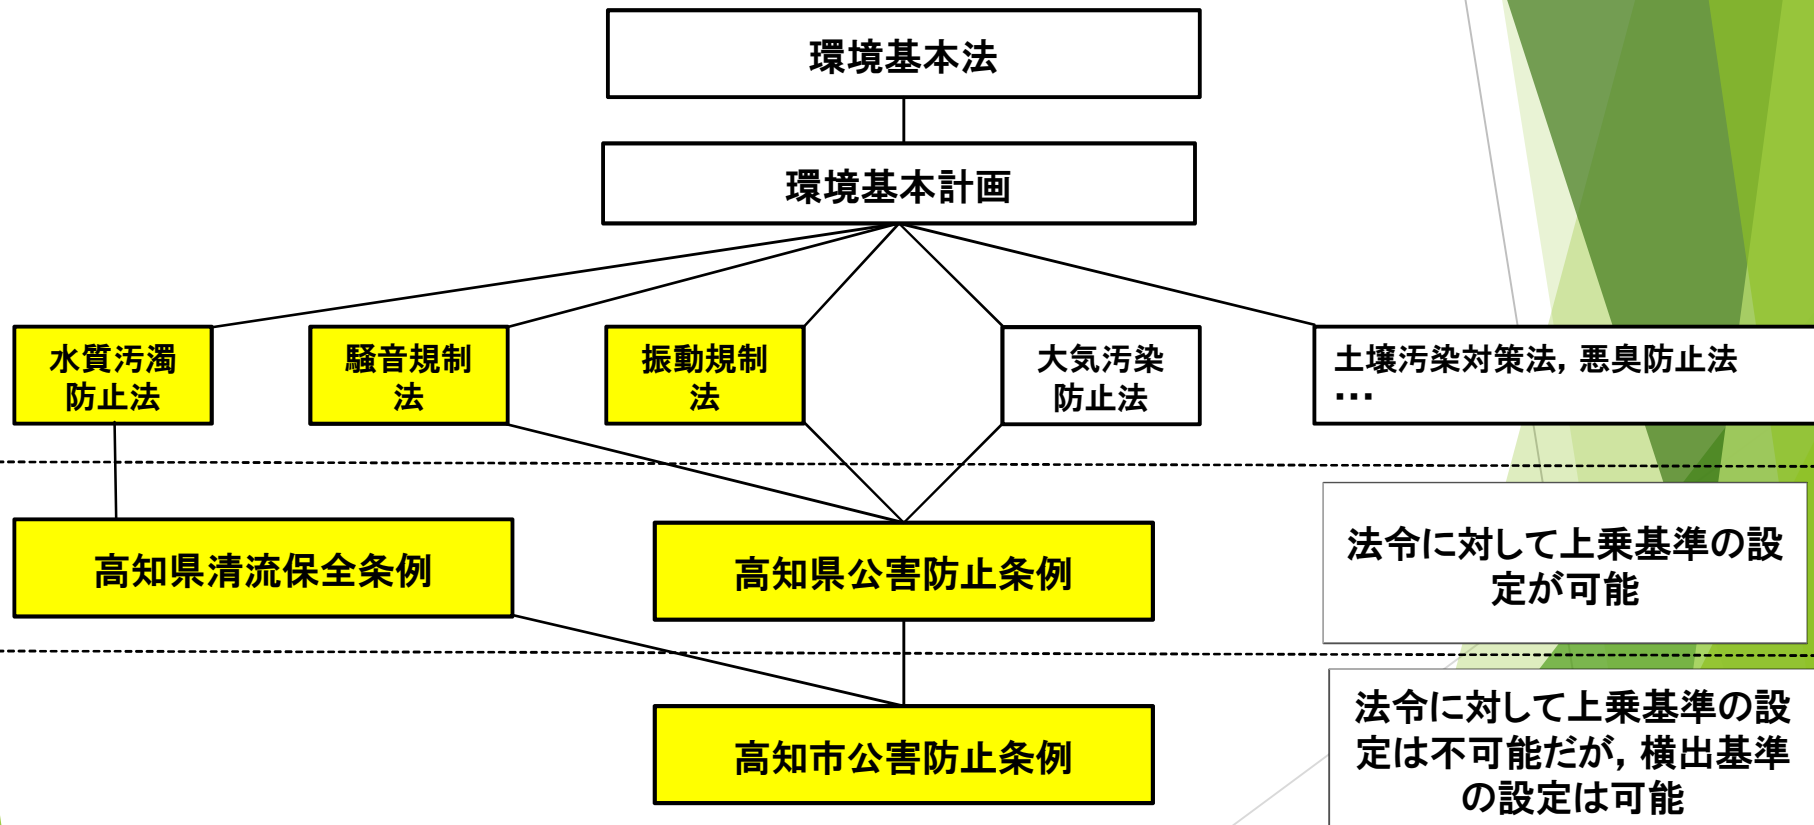 環境基本法
環境基本計画
水質汚濁
防止法
騒音規制
法
振動規制
法
大気汚染
防止法
土壌汚染対策法, 悪臭防止法
…
高知県清流保全条例
高知県公害防止条例
法令に対して上乗基準の設
定が可能
高知市公害防止条例
法令に対して上乗基準の設
定は不可能だが, 横出基準
の設定は可能